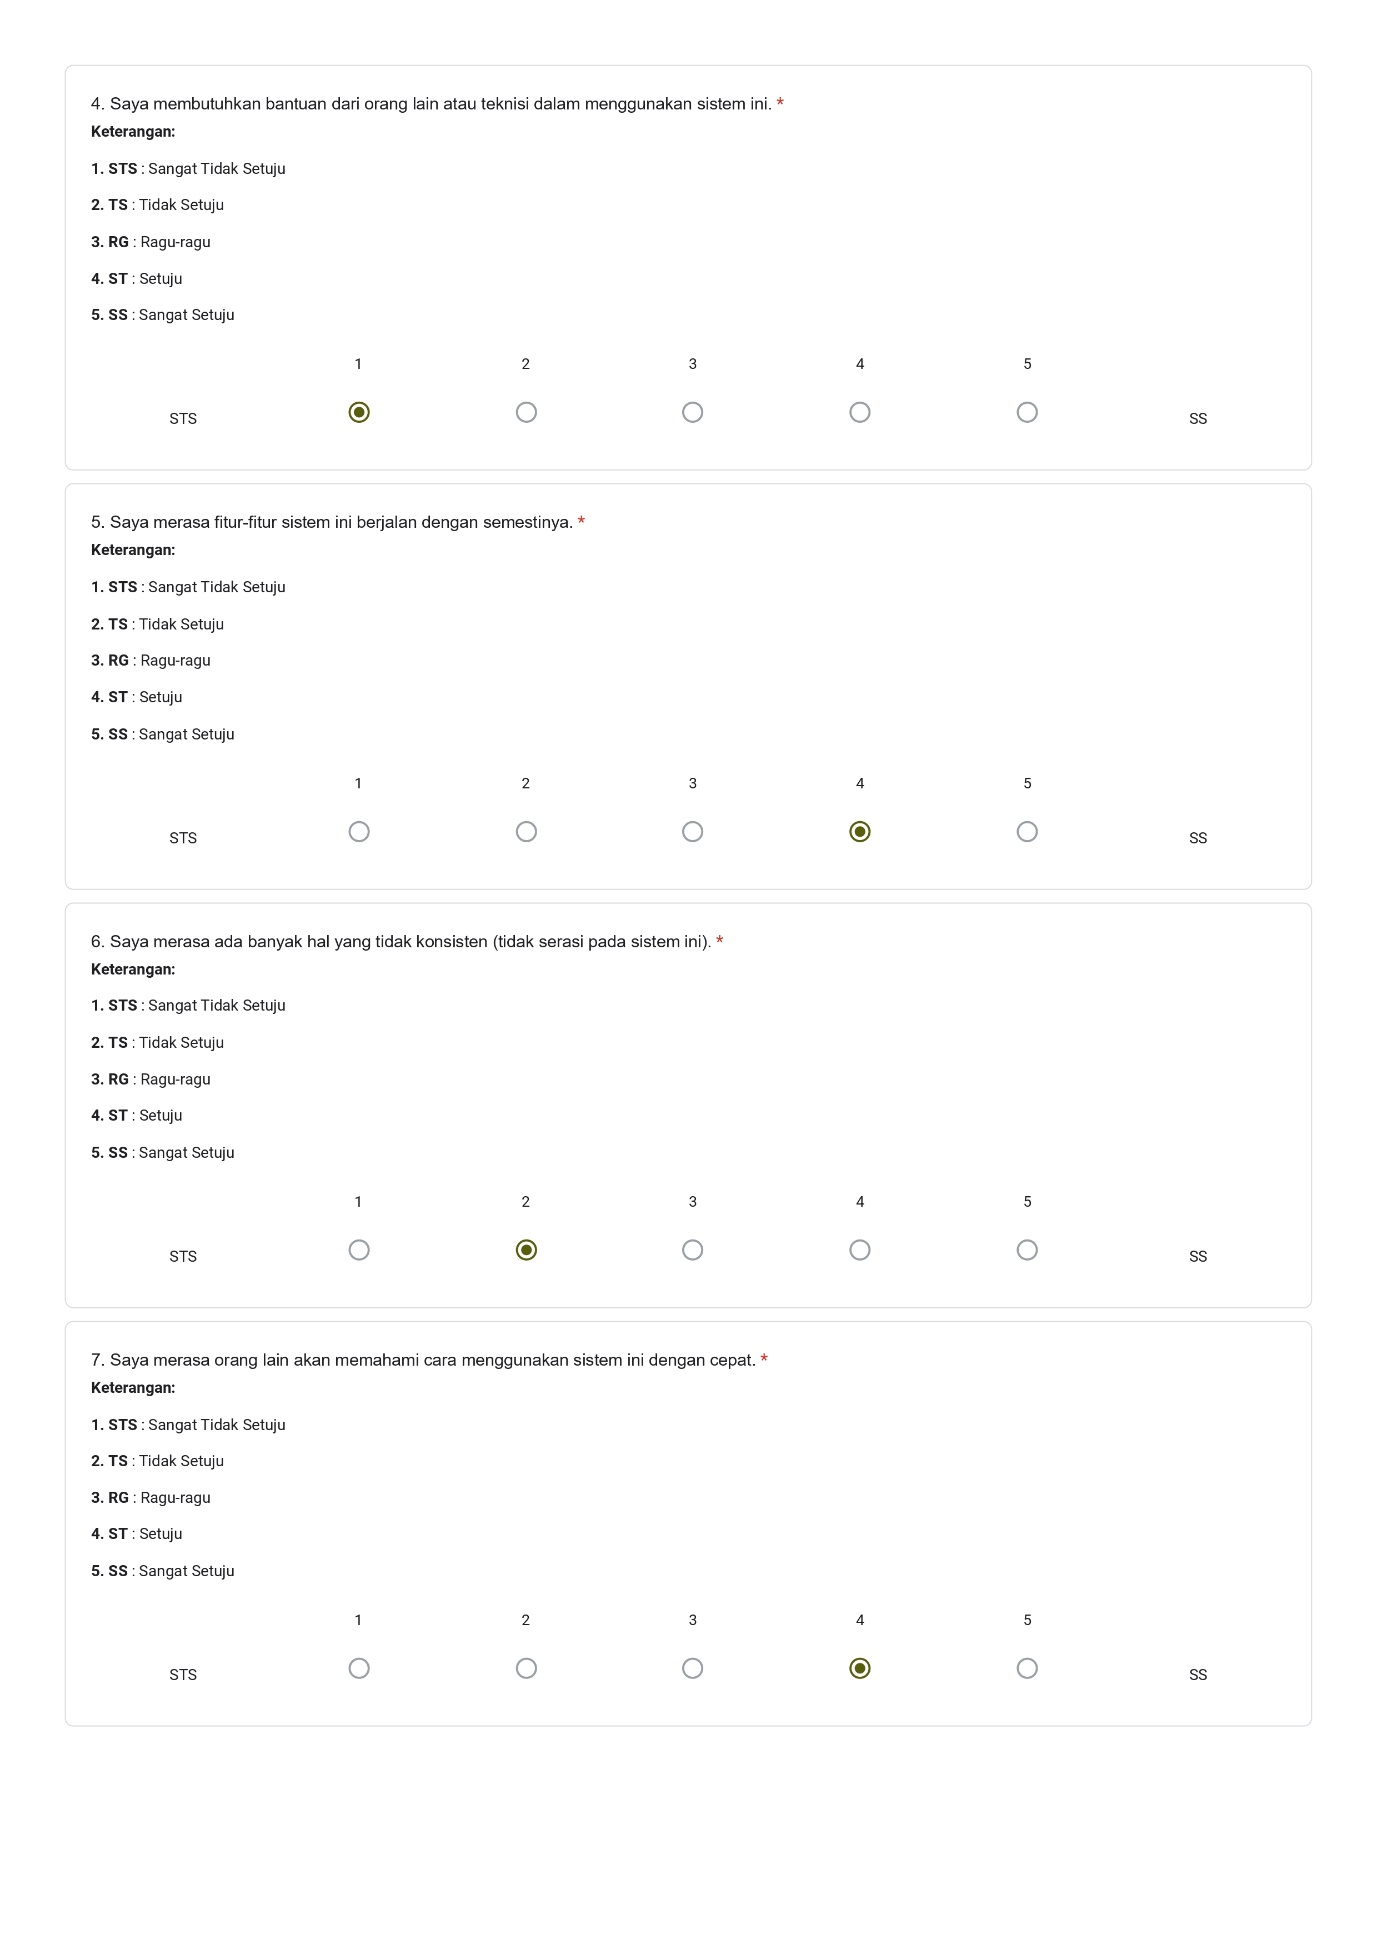 4. Saya membutuhkan bantuan dari orang lain atau teknisi dalam menggunakan sistem ini. *
Keterangan:
1. STS : Sangat Tidak Setuju
2. TS : Tidak Setuju
3. RG : Ragu-ragu
4. ST : Setuju
5. SS : Sangat Setuju
1 2 3 4 5
STS SS
5. Saya merasa fitur-fitur sistem ini berjalan dengan semestinya. *
Keterangan:
1. STS : Sangat Tidak Setuju
2. TS : Tidak Setuju
3. RG : Ragu-ragu
4. ST : Setuju
5. SS : Sangat Setuju
1 2 3 4 5
STS SS
6. Saya merasa ada banyak hal yang tidak konsisten (tidak serasi pada sistem ini). *
Keterangan:
1. STS : Sangat Tidak Setuju
2. TS : Tidak Setuju
3. RG : Ragu-ragu
4. ST : Setuju
5. SS : Sangat Setuju
1 2 3 4 5
STS SS
7. Saya merasa orang lain akan memahami cara menggunakan sistem ini dengan cepat. *
Keterangan:
1. STS : Sangat Tidak Setuju
2. TS : Tidak Setuju
3. RG : Ragu-ragu
4. ST : Setuju
5. SS : Sangat Setuju
1 2 3 4 5
STS SS